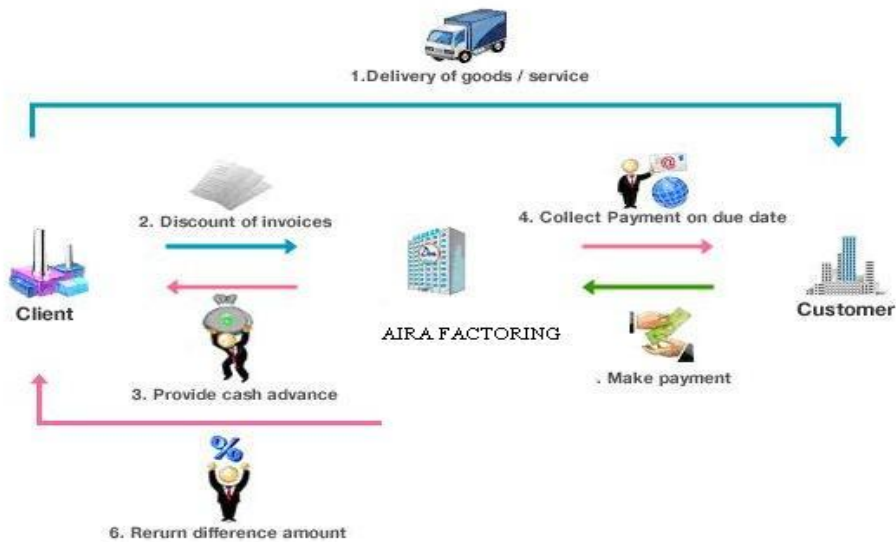 1.Delivery of goods / service
2. Discount of invoices
4. Collect Payment on due date
Client
Customer
AIRA FACTORING
3. Provide cash advance
. Make payment
6. Rerurn difference amount